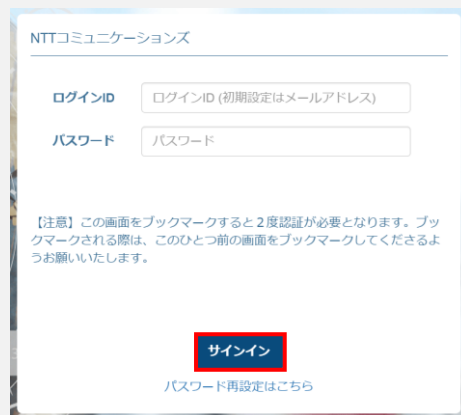 NTTコミュニケーションズ
ログインID
ログインID (初期設定はメールアドレス)
パスワード
パスワード
【注意】この画面をブックマークすると2度認証が必要となります。ブッ
クマークされる際は、このひとつ前の画面をブックマークしてくださるよ
うお願いいたします。
サインイン
パスワード再設定はこちら